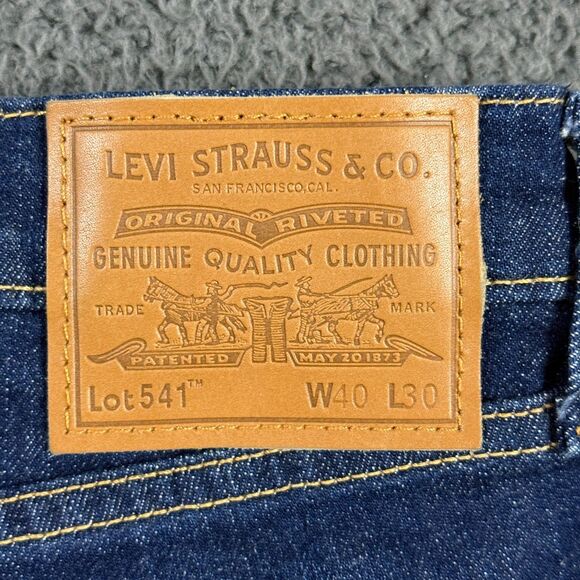 LEVI STRAUSS & CO.
SAN FRANCISCO, CAL.
ORIGINAL RIVETED
GENUINE QUALITY CLOTHING
TRADE MARK
PATENTED MAY 20 1873
Lot 541™ W40 L30